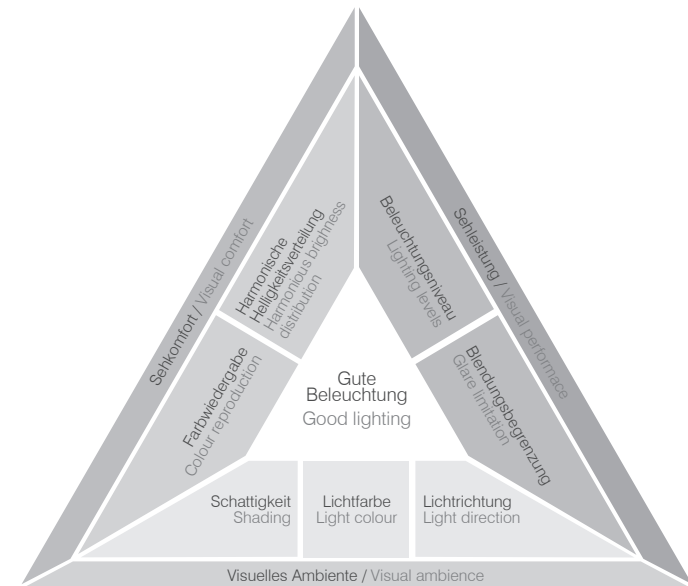 Sehkomfort / Visual comfort
Harmonische
Helligkeitsverteilung
Harmonious brighness
distribution
Farbwiedergabe
Colour reproduction
Sehleistung / Visual performace
Beleuchtungsniveau
Lighting levels
Blendungsbegrenzung
Glare limitation
Gute
Beleuchtung
Good lighting
Schattigkeit
Shading
Lichtfarbe
Light colour
Lichtrichtung
Light direction
Visuelles Ambiente / Visual ambience